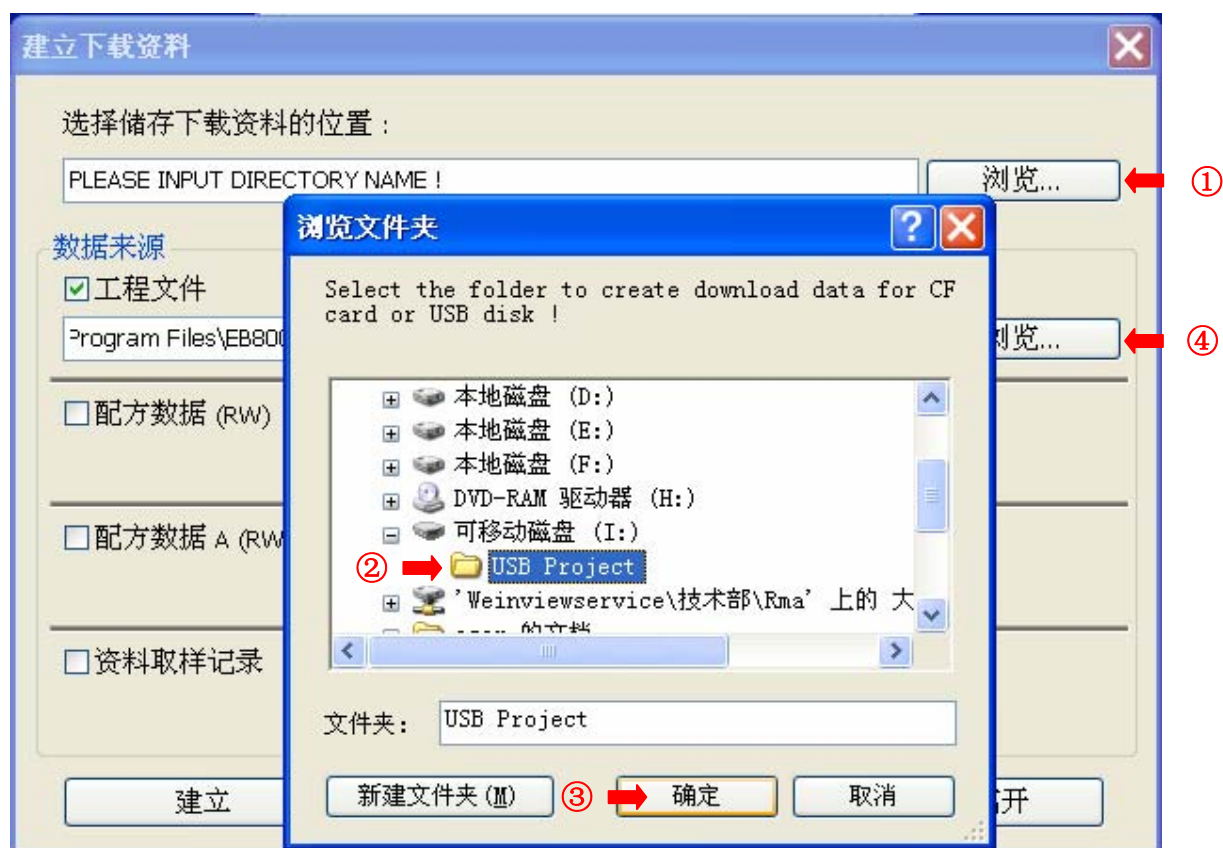 建立下载资料
选择储存下载资料的位置：
PLEASE INPUT DIRECTORY NAME !
浏览...
①
数据来源
工程文件
Program Files\EB800
浏览...
④
配方数据 (RW)
配方数据 A (RW
资料取样记录
建立
开
浏览文件夹
Select the folder to create download data for CF
card or USB disk !
本地磁盘 (D:)
本地磁盘 (E:)
本地磁盘 (F:)
DVD-RAM 驱动器 (H:)
可移动磁盘 (I:)
② USB Project
'Weinviewservice\技术部\Rma' 上的 大
的文档
文件夹： USB Project
新建文件夹(M) ③ 确定 取消